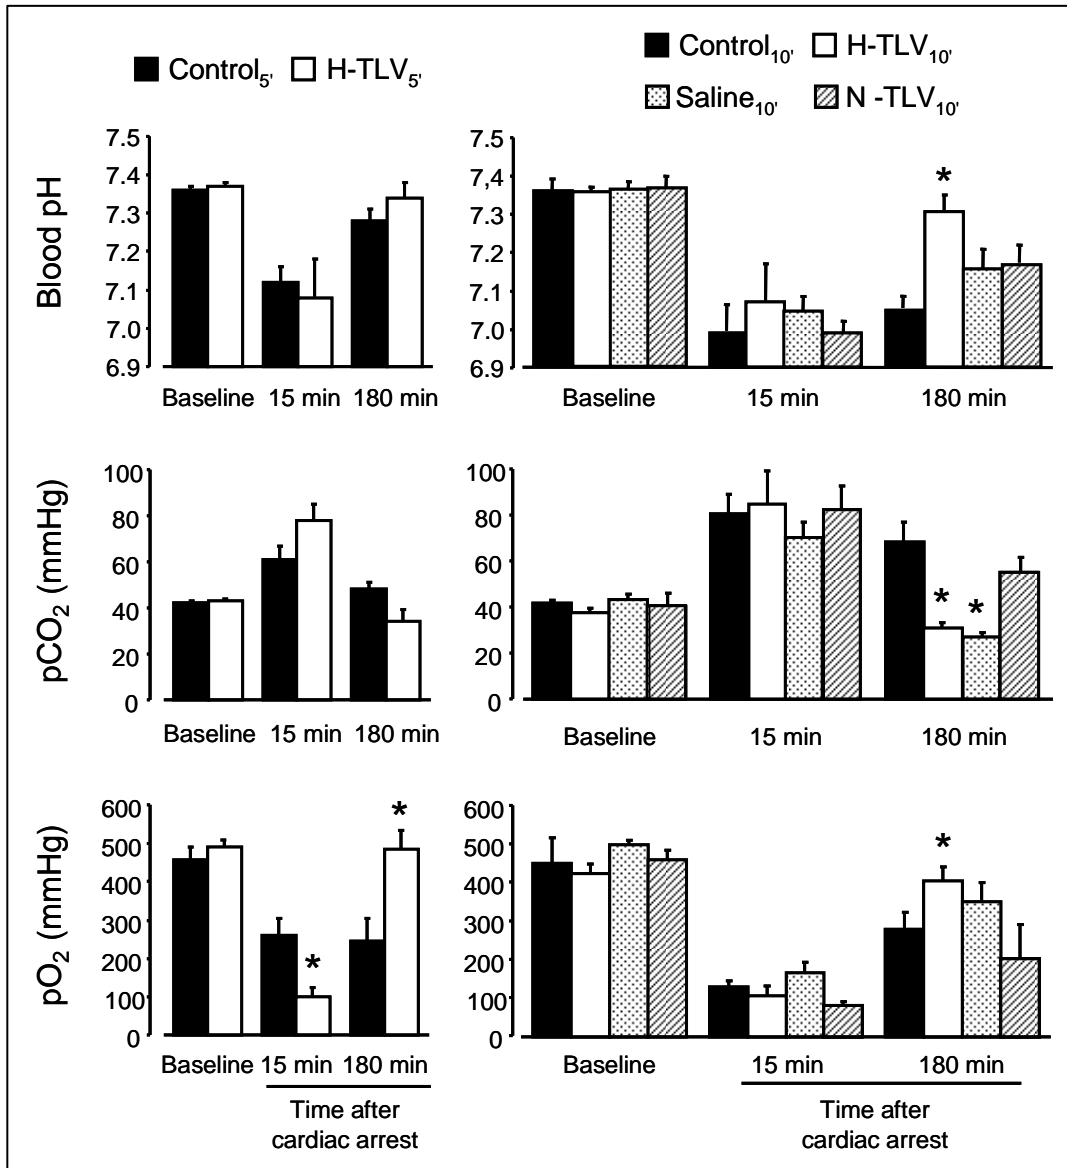 Control5' H-TLV5'
Control10' H-TLV10'
Saline10' N -TLV10'
Blood pH
7.5
7.4
7.3
7.2
7.1
7.0
6.9
Baseline 15 min 180 min
7.5
7,4
7.3
7.2
7.1
7.0
6.9
*
Baseline 15 min 180 min
pCO2 (mmHg)
100
80
60
40
20
0
Baseline 15 min 180 min
100
80
60
40
20
0
* *
Baseline 15 min 180 min
pO2 (mmHg)
600
500
400
300
200
100
0
* *
Baseline 15 min 180 min
Time after
cardiac arrest
600
500
400
300
200
100
0
*
Baseline 15 min 180 min
Time after
cardiac arrest